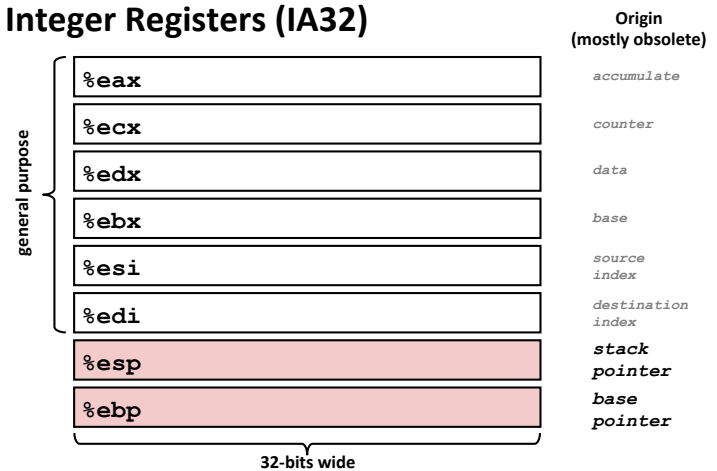 Integer Registers (IA32)
Origin
(mostly obsolete)
general purpose
%eax
accumulate
%ecx
counter
%edx
data
%ebx
base
%esi
source
index
%edi
destination
index
%esp
stack
pointer
%ebp
base
pointer
32-bits wide